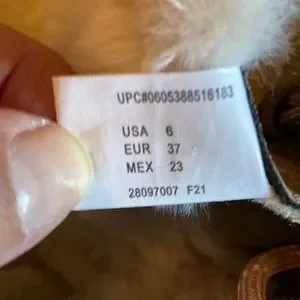 UPC#0605388516183
USA 6
EUR 37
MEX 23
28097007 F21